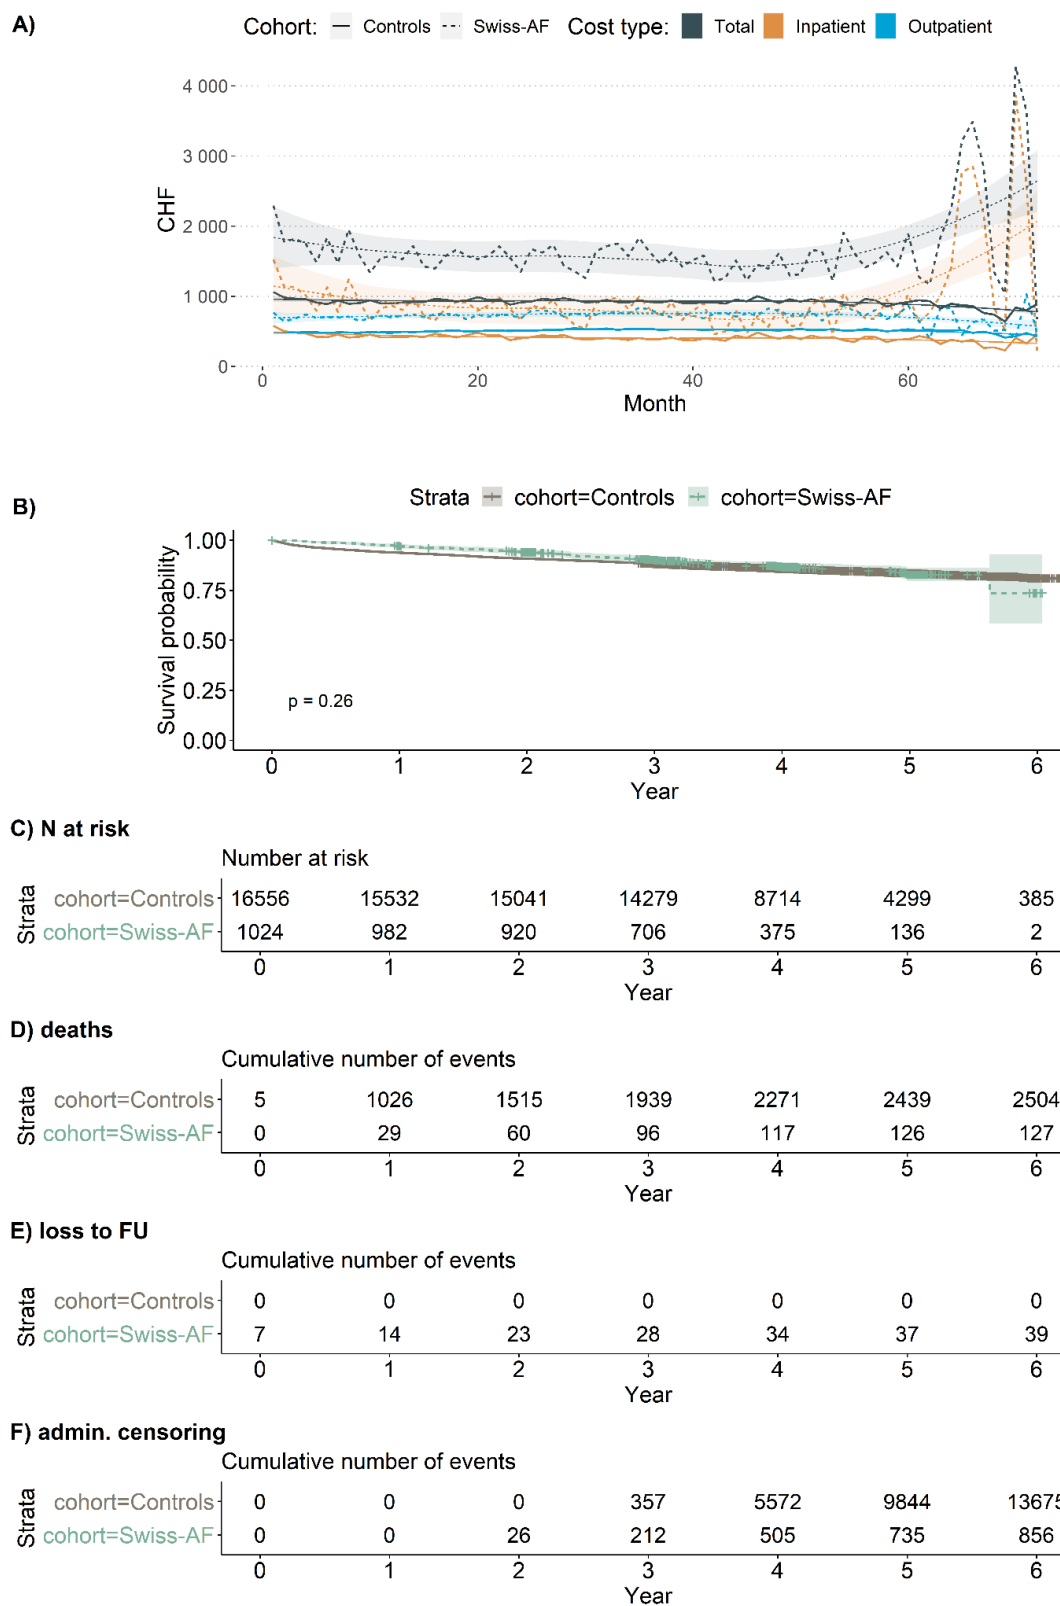 A)
Cohort: Controls Swiss-AF Cost type: Total Inpatient Outpatient
4 000
3 000
2 000
1 000
0
CHF
0 20 40 60
Month
B)
Strata cohort=Controls cohort=Swiss-AF
1.00
0.75
0.50
0.25
0.00
Survival probability
p = 0.26
0 1 2 3 4 5 6
Year
C) N at risk
Number at risk
Strata
cohort=Controls 16556 15532 15041 14279 8714 4299 385
cohort=Swiss-AF 1024 982 920 706 375 136 2
0 1 2 3 4 5 6
Year
D) deaths
Cumulative number of events
Strata
cohort=Controls 5 1026 1515 1939 2271 2439 2504
cohort=Swiss-AF 0 29 60 96 117 126 127
0 1 2 3 4 5 6
Year
E) loss to FU
Cumulative number of events
Strata
cohort=Controls 0 0 0 0 0 0 0
cohort=Swiss-AF 7 14 23 28 34 37 39
0 1 2 3 4 5 6
Year
F) admin. censoring
Cumulative number of events
Strata
cohort=Controls 0 0 0 357 5572 9844 13675
cohort=Swiss-AF 0 0 26 212 505 735 856
0 1 2 3 4 5 6
Year